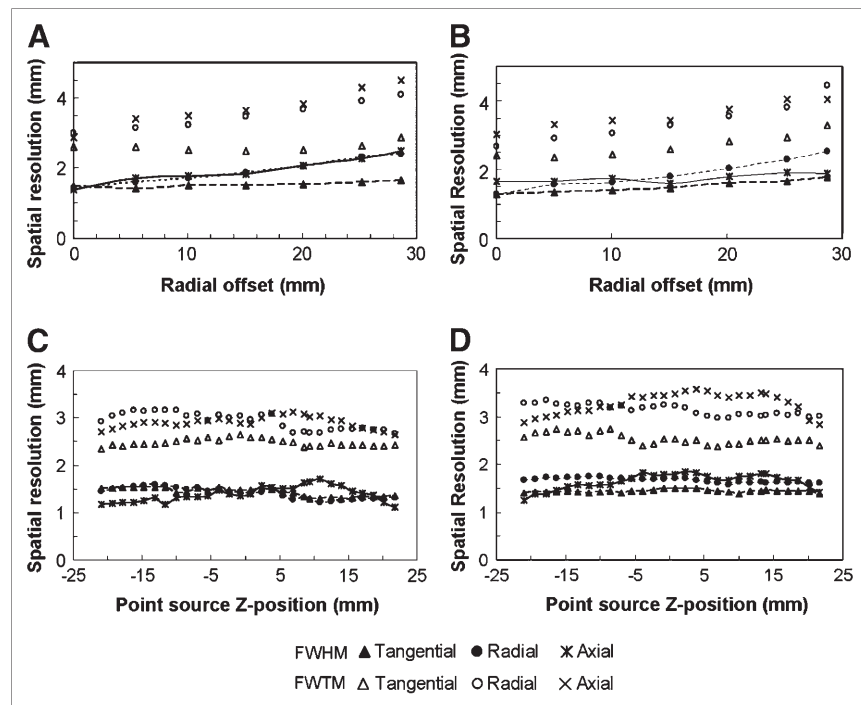 A
Spatial resolution (mm)
4
2
0
0
10
20
30
Radial offset (mm)
B
Spatial Resolution (mm)
4
2
0
0
10
20
30
Radial offset (mm)
C
Spatial resolution (mm)
4
3
2
1
0
-25
-15
-5
5
15
25
Point source Z-position (mm)
D
Spatial Resolution (mm)
4
3
2
1
0
-25
-15
-5
5
15
25
Point source Z-position (mm)
FWHM Tangential Radial Axial
FWTM Tangential Radial Axial